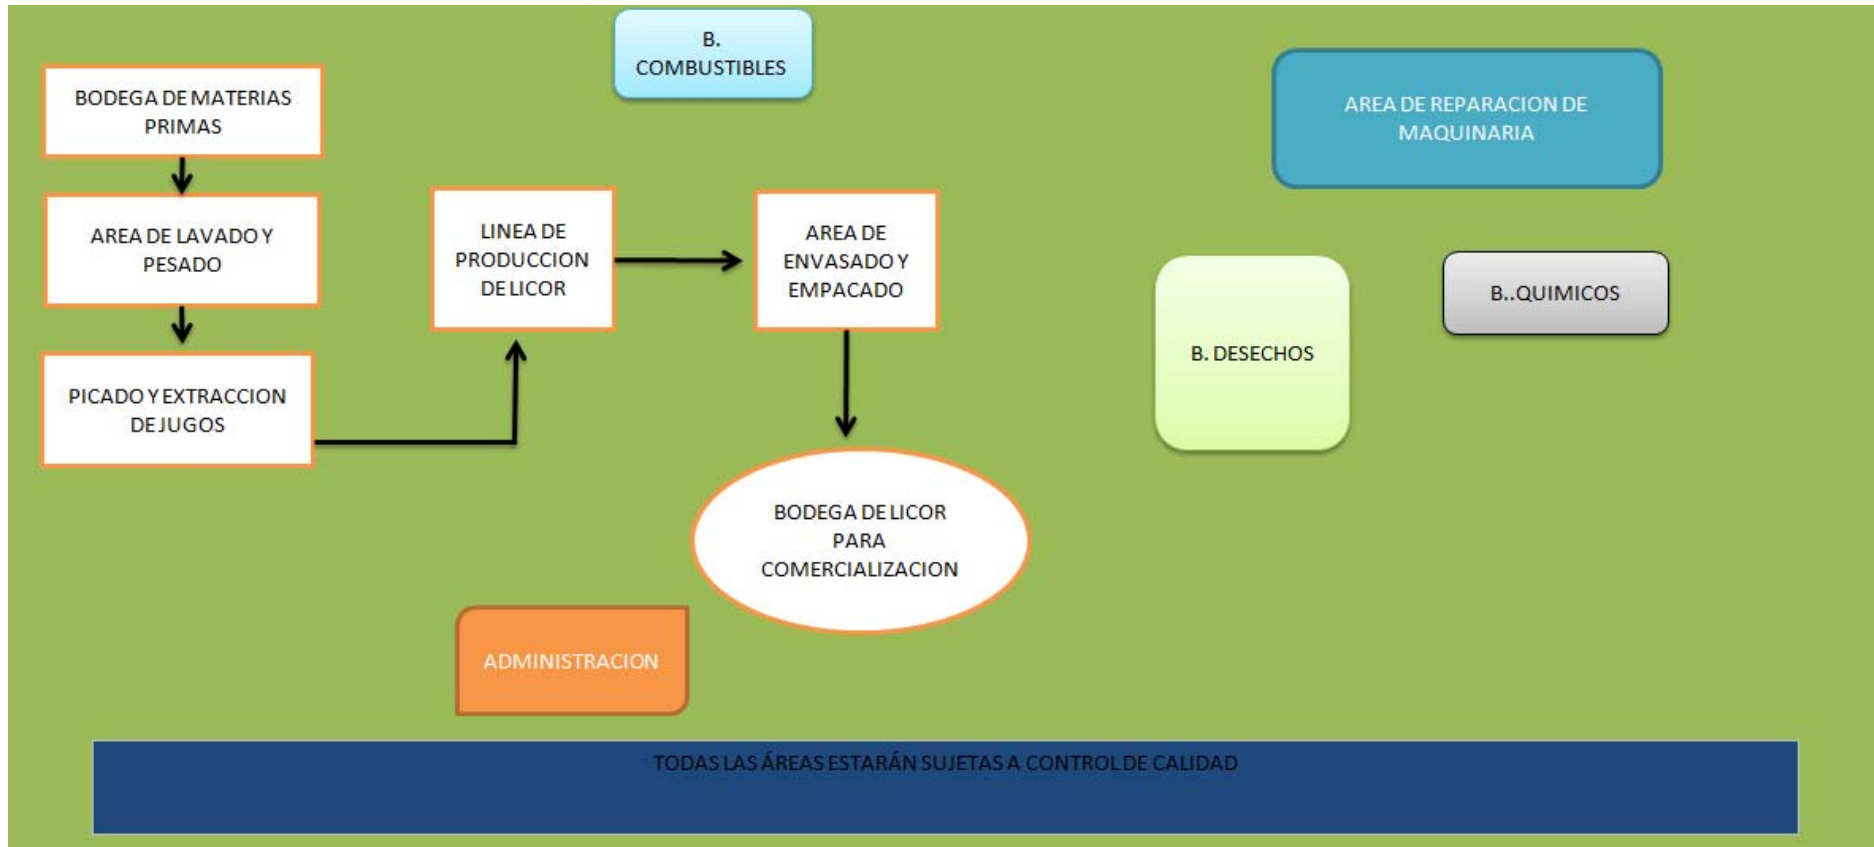 B.
COMBUSTIBLES
BODEGA DE MATERIAS
PRIMAS
AREA DE REPARACION DE
MAQUINARIA
AREA DE LAVADO Y
PESADO
LINEA DE
PRODUCCION
DE LICOR
AREA DE
ENVASADO Y
EMPACADO
B..QUIMICOS
B. DESECHOS
PICADO Y EXTRACCION
DE JUGOS
BODEGA DE LICOR
PARA
COMERCIALIZACION
ADMINISTRACION
TODAS LAS ÁREAS ESTARÁN SUJETAS A CONTROL DE CALIDAD